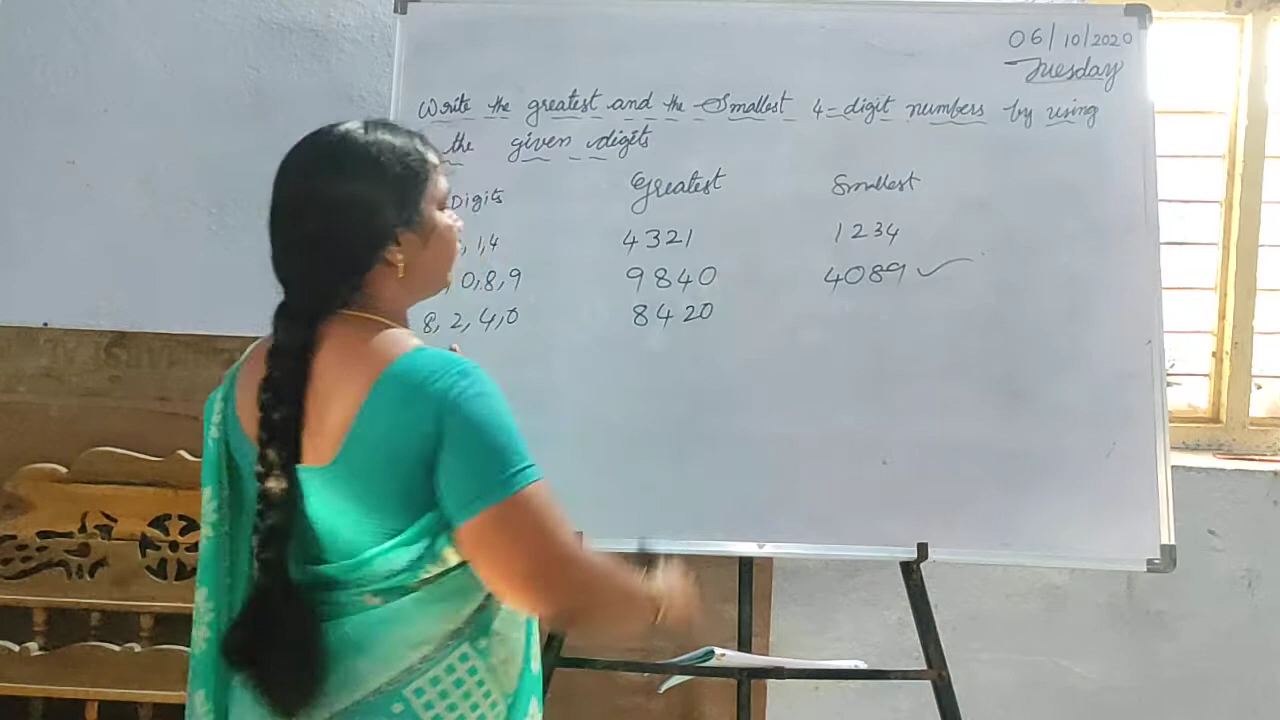 06/10/2020
Tuesday
Write the greatest and the Smallest 4-digit numbers by using
the given digits
Digits Greatest Smallest
, 1,4 4321 1234
, 0,8,9 9840 4089 ✓
8, 2, 4,0 8420